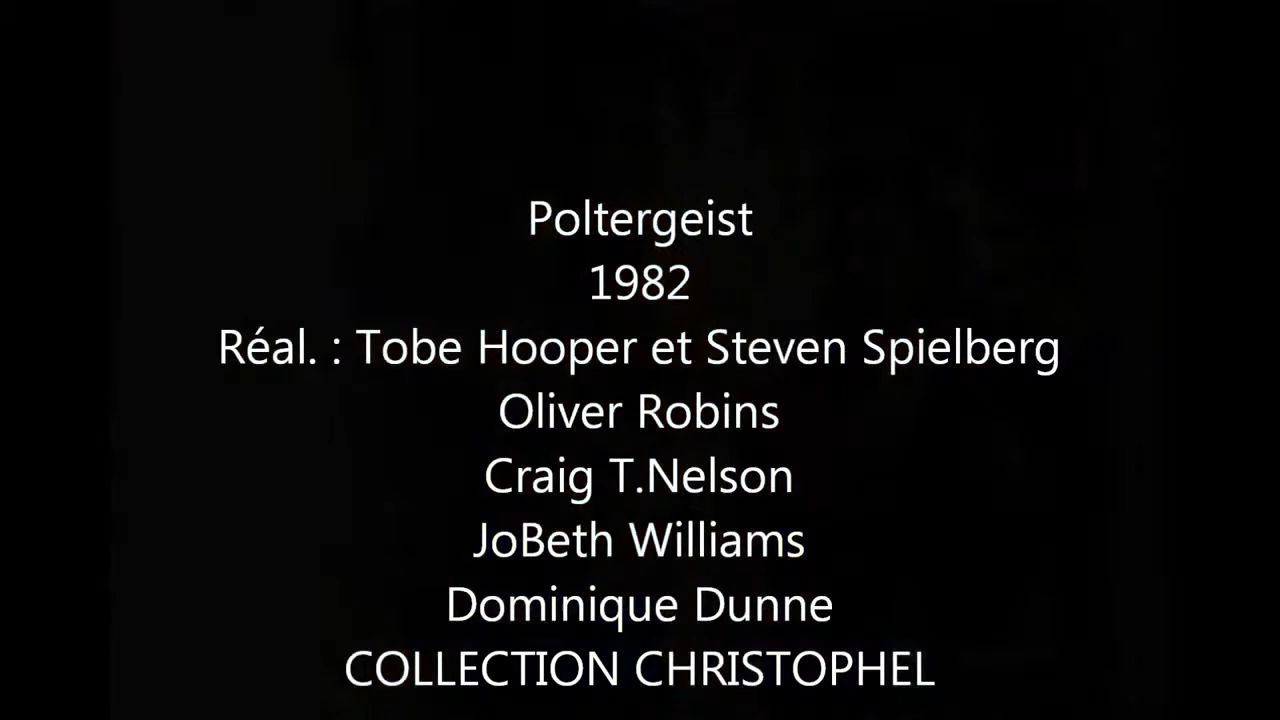 Poltergeist
1982
Réal. : Tobe Hooper et Steven Spielberg
Oliver Robins
Craig T.Nelson
JoBeth Williams
Dominique Dunne
COLLECTION CHRISTOPHEL